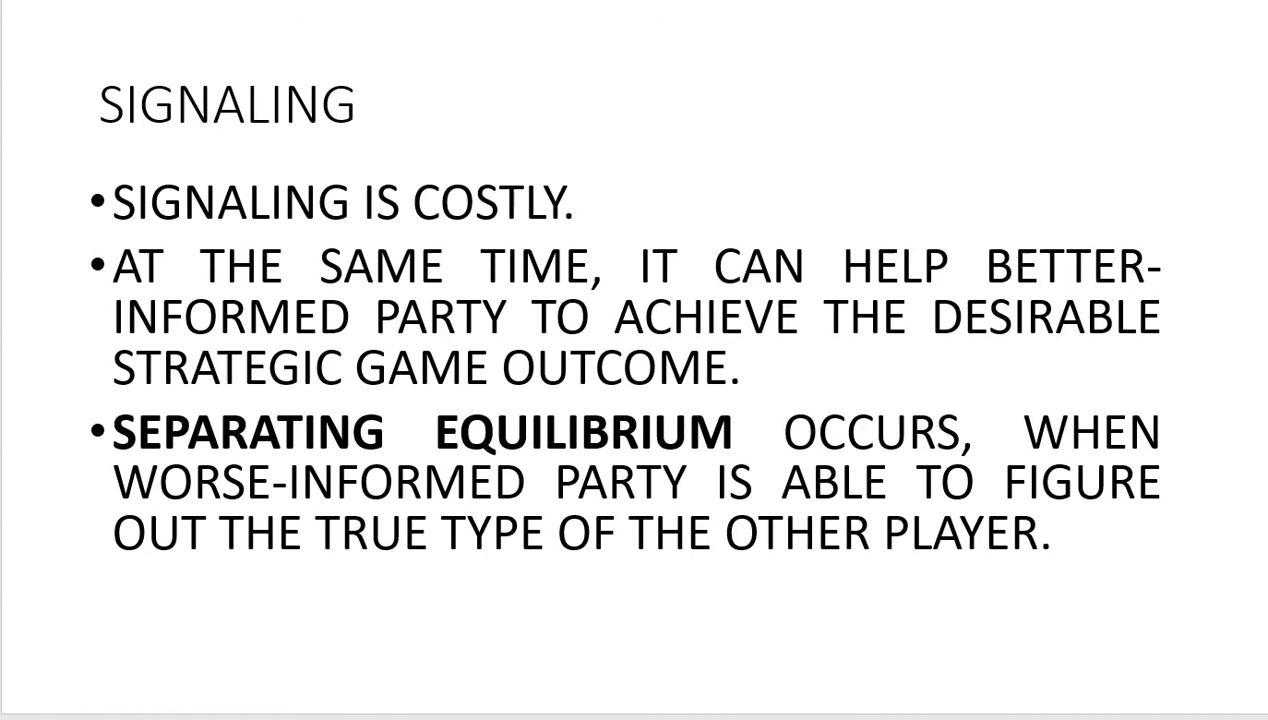 SIGNALING
•SIGNALING IS COSTLY.
•AT THE SAME TIME, IT CAN HELP BETTER-
INFORMED PARTY TO ACHIEVE THE DESIRABLE
STRATEGIC GAME OUTCOME.
•SEPARATING EQUILIBRIUM OCCURS, WHEN
WORSE-INFORMED PARTY IS ABLE TO FIGURE
OUT THE TRUE TYPE OF THE OTHER PLAYER.